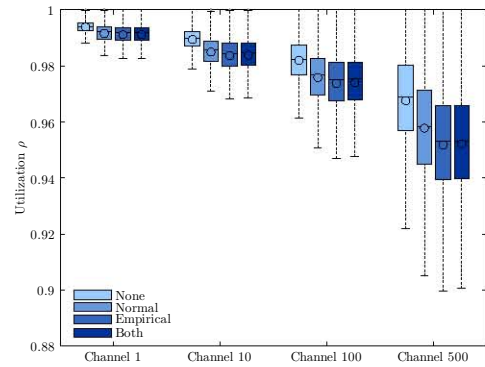 1
0.98
0.96
0.94
0.92
0.9
0.88
Utilization ρ
None
Normal
Empirical
Both
Channel 1 Channel 10 Channel 100 Channel 500